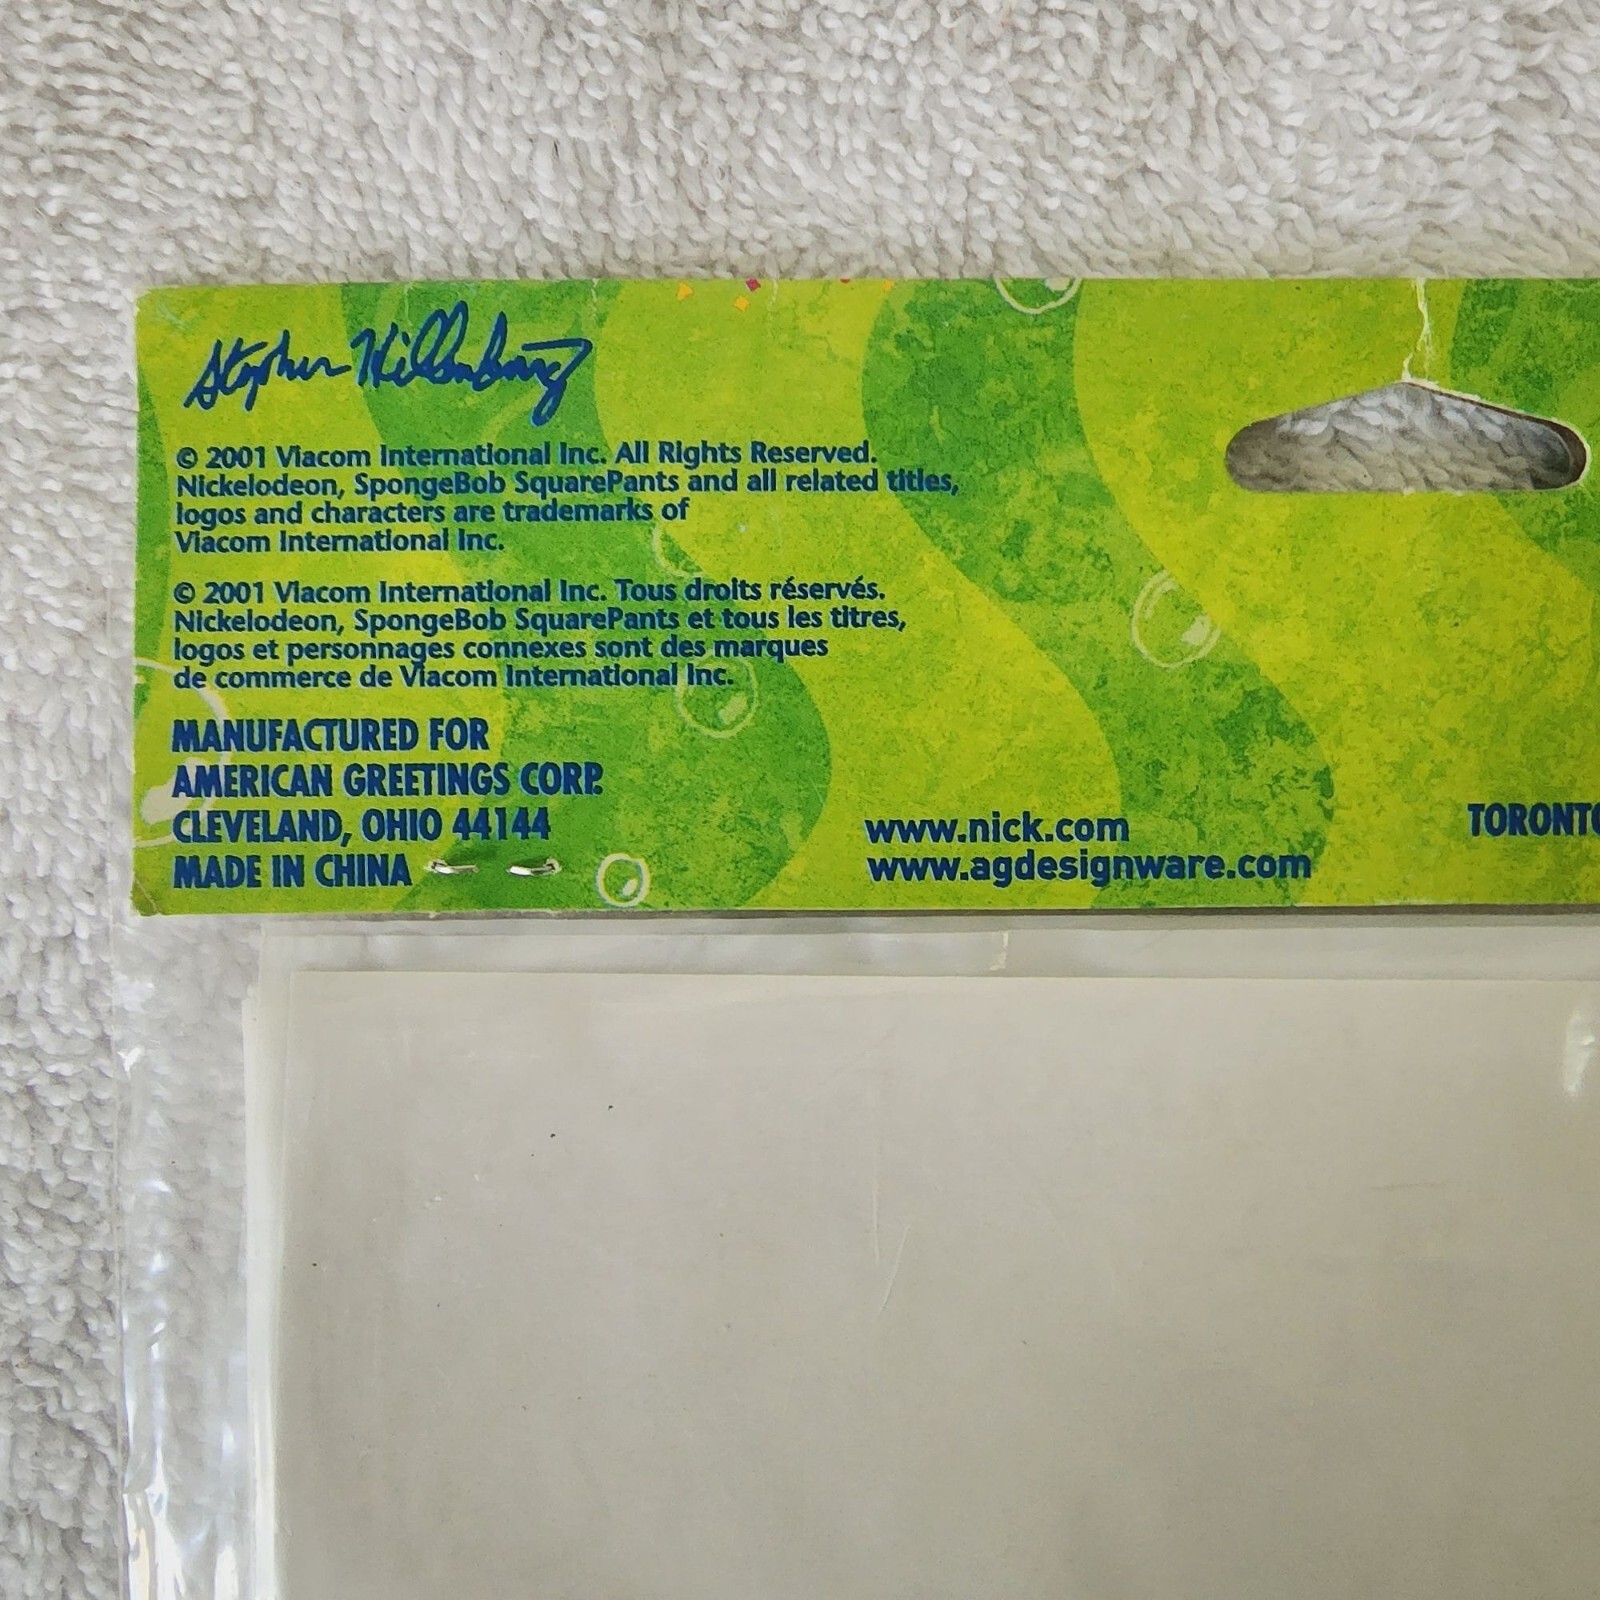 Stephen Hillenburg
© 2001 Viacom International Inc. All Rights Reserved.
Nickelodeon, SpongeBob SquarePants and all related titles,
logos and characters are trademarks of
Viacom International Inc.
© 2001 Viacom International Inc. Tous droits réservés.
Nickelodeon, SpongeBob SquarePants et tous les titres,
logos et personnages connexes sont des marques
de commerce de Viacom International Inc.
MANUFACTURED FOR
AMERICAN GREETINGS CORP.
CLEVELAND, OHIO 44144
MADE IN CHINA
www.nick.com
www.agdesignware.com
TORONTO